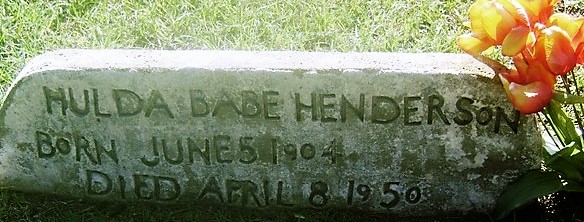 HULDA BABE HENDERSON
BORN JUNE 5 1904
DIED APRIL 8 1950